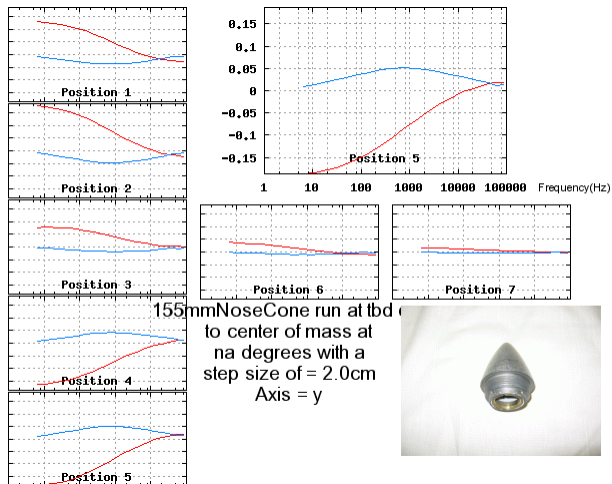 Position 1
Position 2
Position 3
Position 4
Position 5
0.15
0.1
0.05
0
-0.05
-0.1
-0.15
Position 5
1 10 100 1000 10000 100000 Frequency(Hz)
Position 6
Position 7
155mmNoseCone run at tbd
to center of mass at
na degrees with a
step size of = 2.0cm
Axis = y